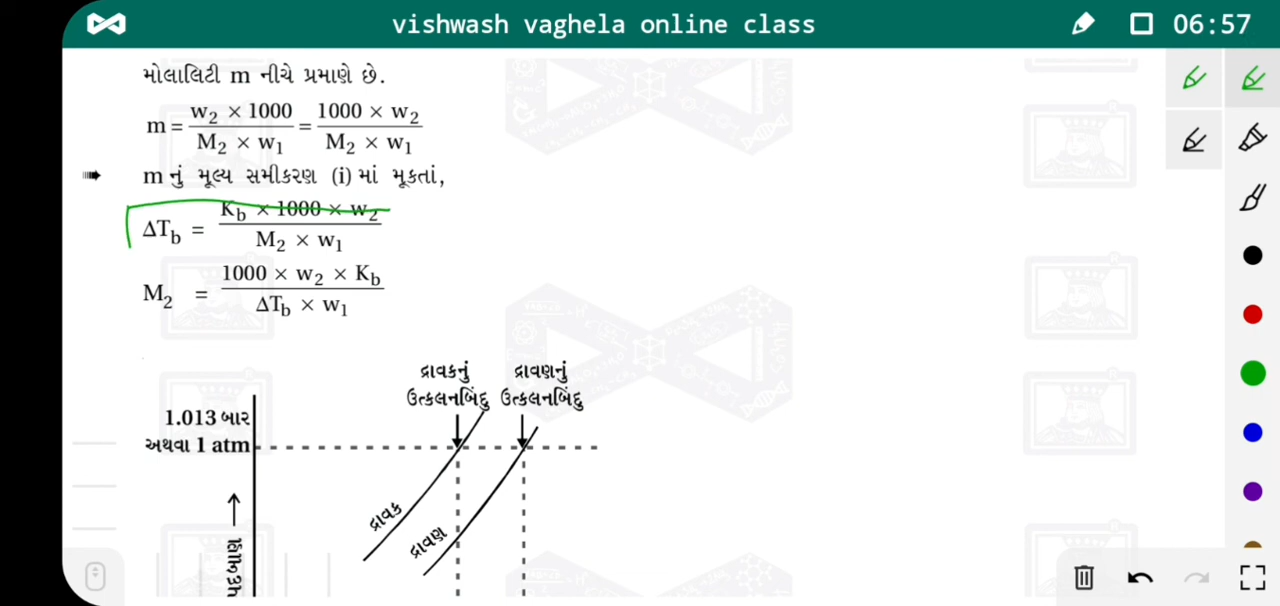 vishwash vaghela online class
06:57
મોલાલિટી m નીચે પ્રમાણે છે.
m = w₂ × 1000 / M₂ × w₁ = 1000 × w₂ / M₂ × w₁
m નું મૂલ્ય સમીકરણ (i) માં મૂકતાં,
ΔT_b = K_b × 1000 × w₂ / M₂ × w₁
M₂ = 1000 × w₂ × K_b / ΔT_b × w₁
દ્રાવકનું
ઉત્કલનબિંદુ
દ્રાવણનું
ઉત્કલનબિંદુ
1.013 બાર
અથવા 1 atm
દ્રાવક
દ્રાવણ